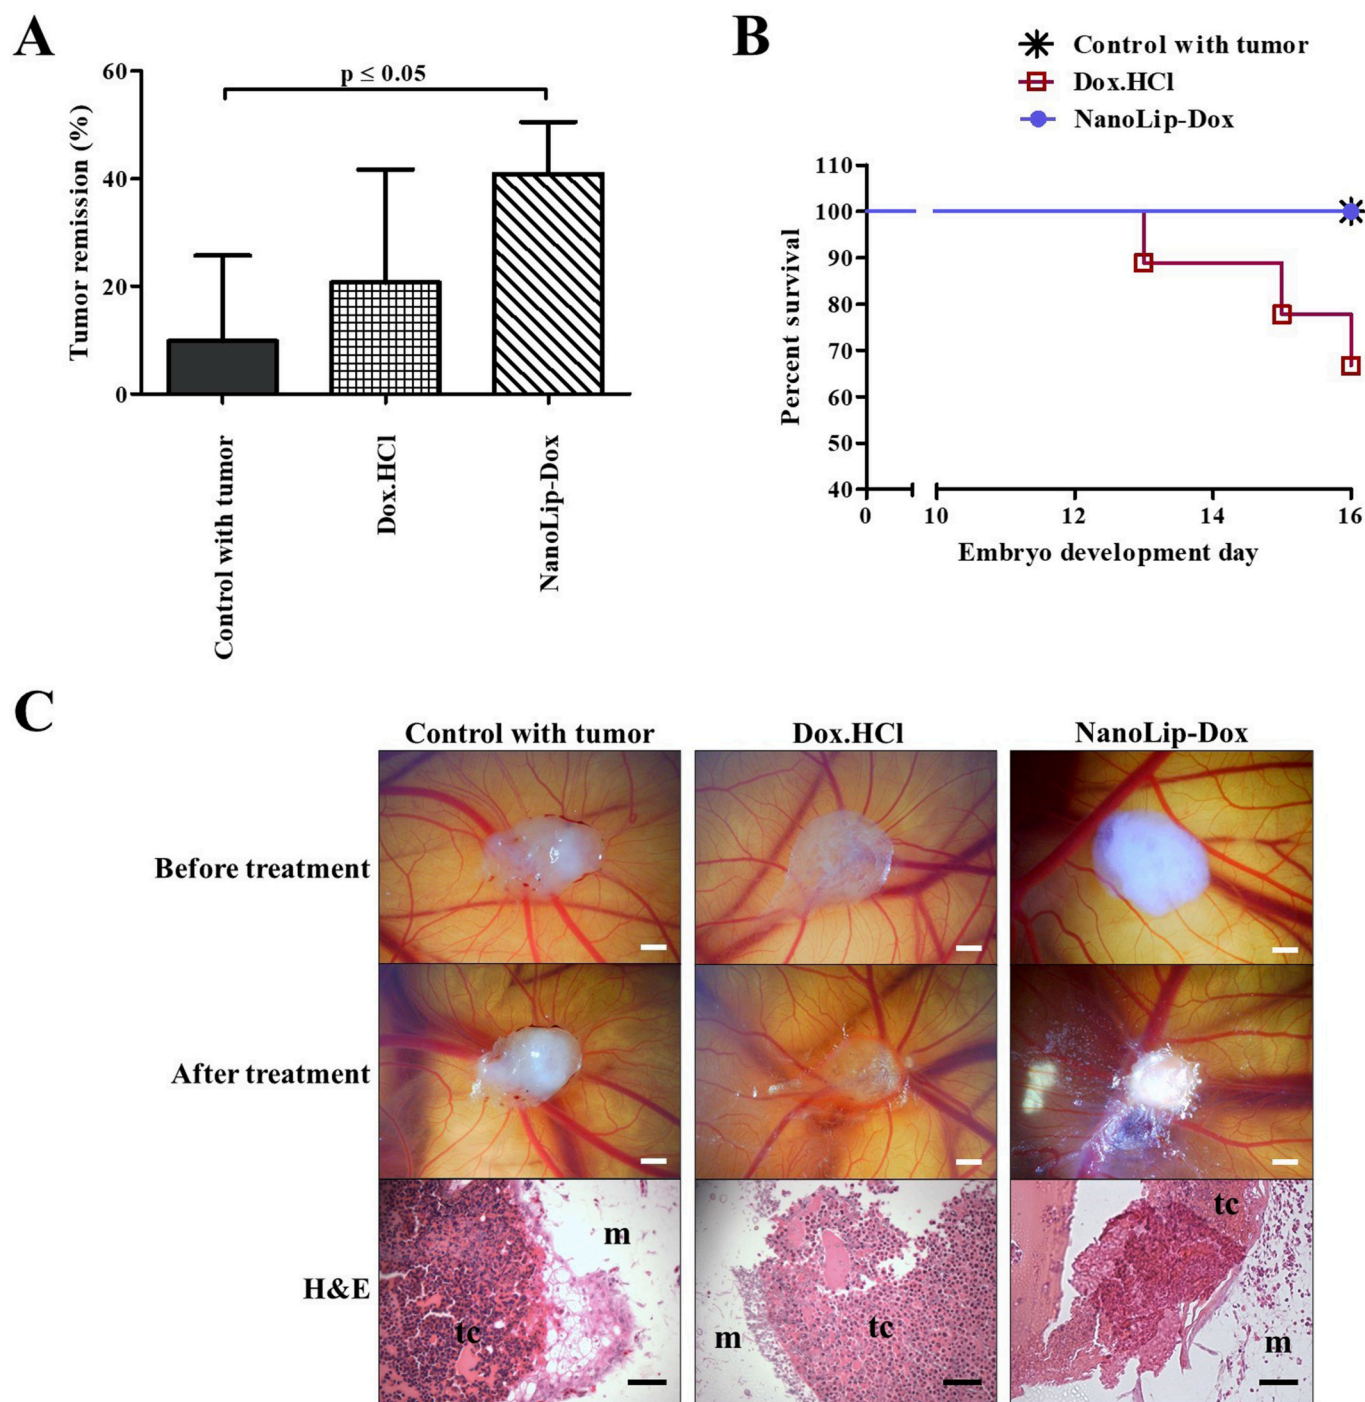 A
p ≤ 0.05
60
40
20
0
Tumor remission (%)
Control with tumor
Dox.HCl
NanoLip-Dox
B
Control with tumor
Dox.HCl
NanoLip-Dox
110
100
90
80
70
60
50
40
Percent survival
0 10 12 14 16
Embryo development day
C
Control with tumor Dox.HCl NanoLip-Dox
Before treatment
After treatment
H&E
m
tc
m
tc
tc
m